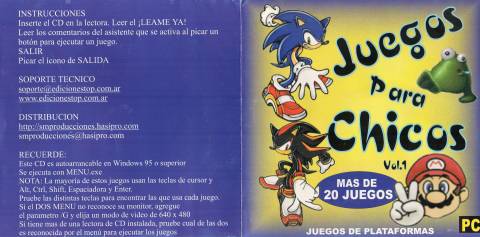 INSTRUCCIONES
Inserte el CD en la lectora. Leer el ¡LEAME YA!
Leer los comentarios del asistente que se activa al picar un
botón para ejecutar un juego.
SALIR
Picar el ícono de SALIDA
SOPORTE TECNICO
soporte@edicionestop.com.ar
www.edicionestop.com.ar
DISTRIBUCION
http://smproducciones.hasipro.com
smproducciones@hasipro.com
RECUERDE:
Este CD es autoarrancable en Windows 95 o superior
Se ejecuta con MENU.exe
NOTA: La mayoría de estos juegos usan las teclas de cursor y
Alt, Ctrl, Shift, Espaciadora y Enter.
Pruebe las distintas teclas para encontrar las que usa cada juego.
Si el DOS MENU no reconoce su monitor, agregue
el parametro /G y elija un modo de video de 640 x 480
Si tiene mas de una lectora de CD instalada, pruebe cual de las dos
es reconocida por el menú para ejecutar los juegos
Juegos
Para
Chicos
Vol.1
MAS DE
20 JUEGOS
JUEGOS DE PLATAFORMAS
PC